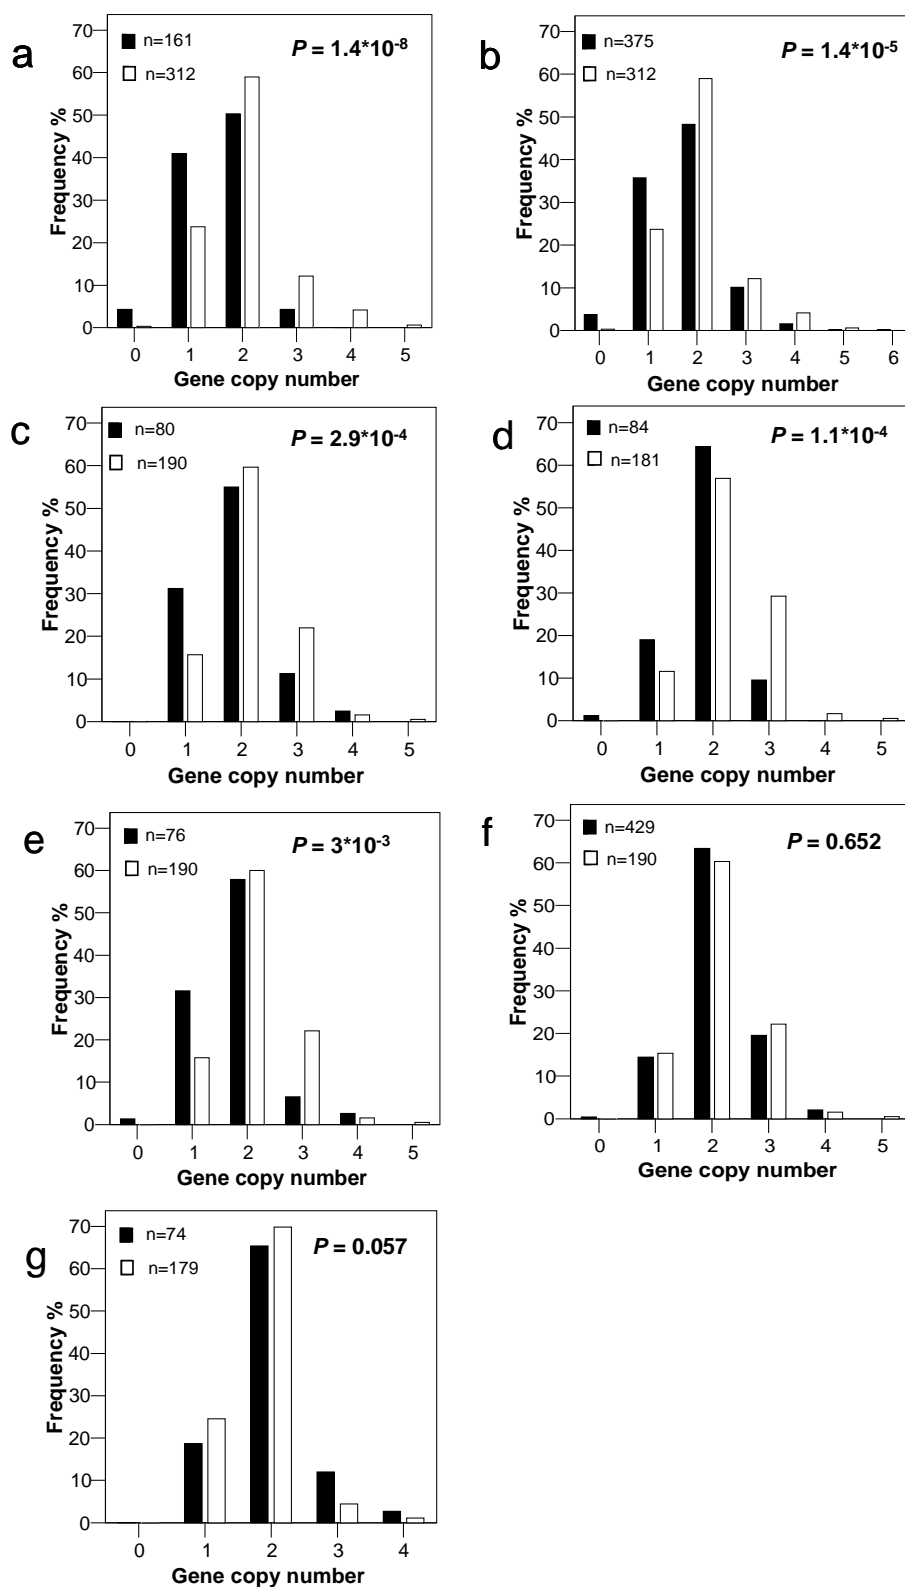 a
70
60
50
40
30
20
10
0
Frequency %
n=161
n=312
P = 1.4*10-8
0 1 2 3 4 5
Gene copy number
b
70
60
50
40
30
20
10
0
Frequency %
n=375
n=312
P = 1.4*10-5
0 1 2 3 4 5 6
Gene copy number
c
70
60
50
40
30
20
10
0
Frequency %
n=80
n=190
P = 2.9*10-4
0 1 2 3 4 5
Gene copy number
d
70
60
50
40
30
20
10
0
Frequency %
n=84
n=181
P = 1.1*10-4
0 1 2 3 4 5
Gene copy number
e
70
60
50
40
30
20
10
0
Frequency %
n=76
n=190
P = 3*10-3
0 1 2 3 4 5
Gene copy number
f
70
60
50
40
30
20
10
0
Frequency %
n=429
n=190
P = 0.652
0 1 2 3 4 5
Gene copy number
g
70
60
50
40
30
20
10
0
Frequency %
n=74
n=179
P = 0.057
0 1 2 3 4
Gene copy number